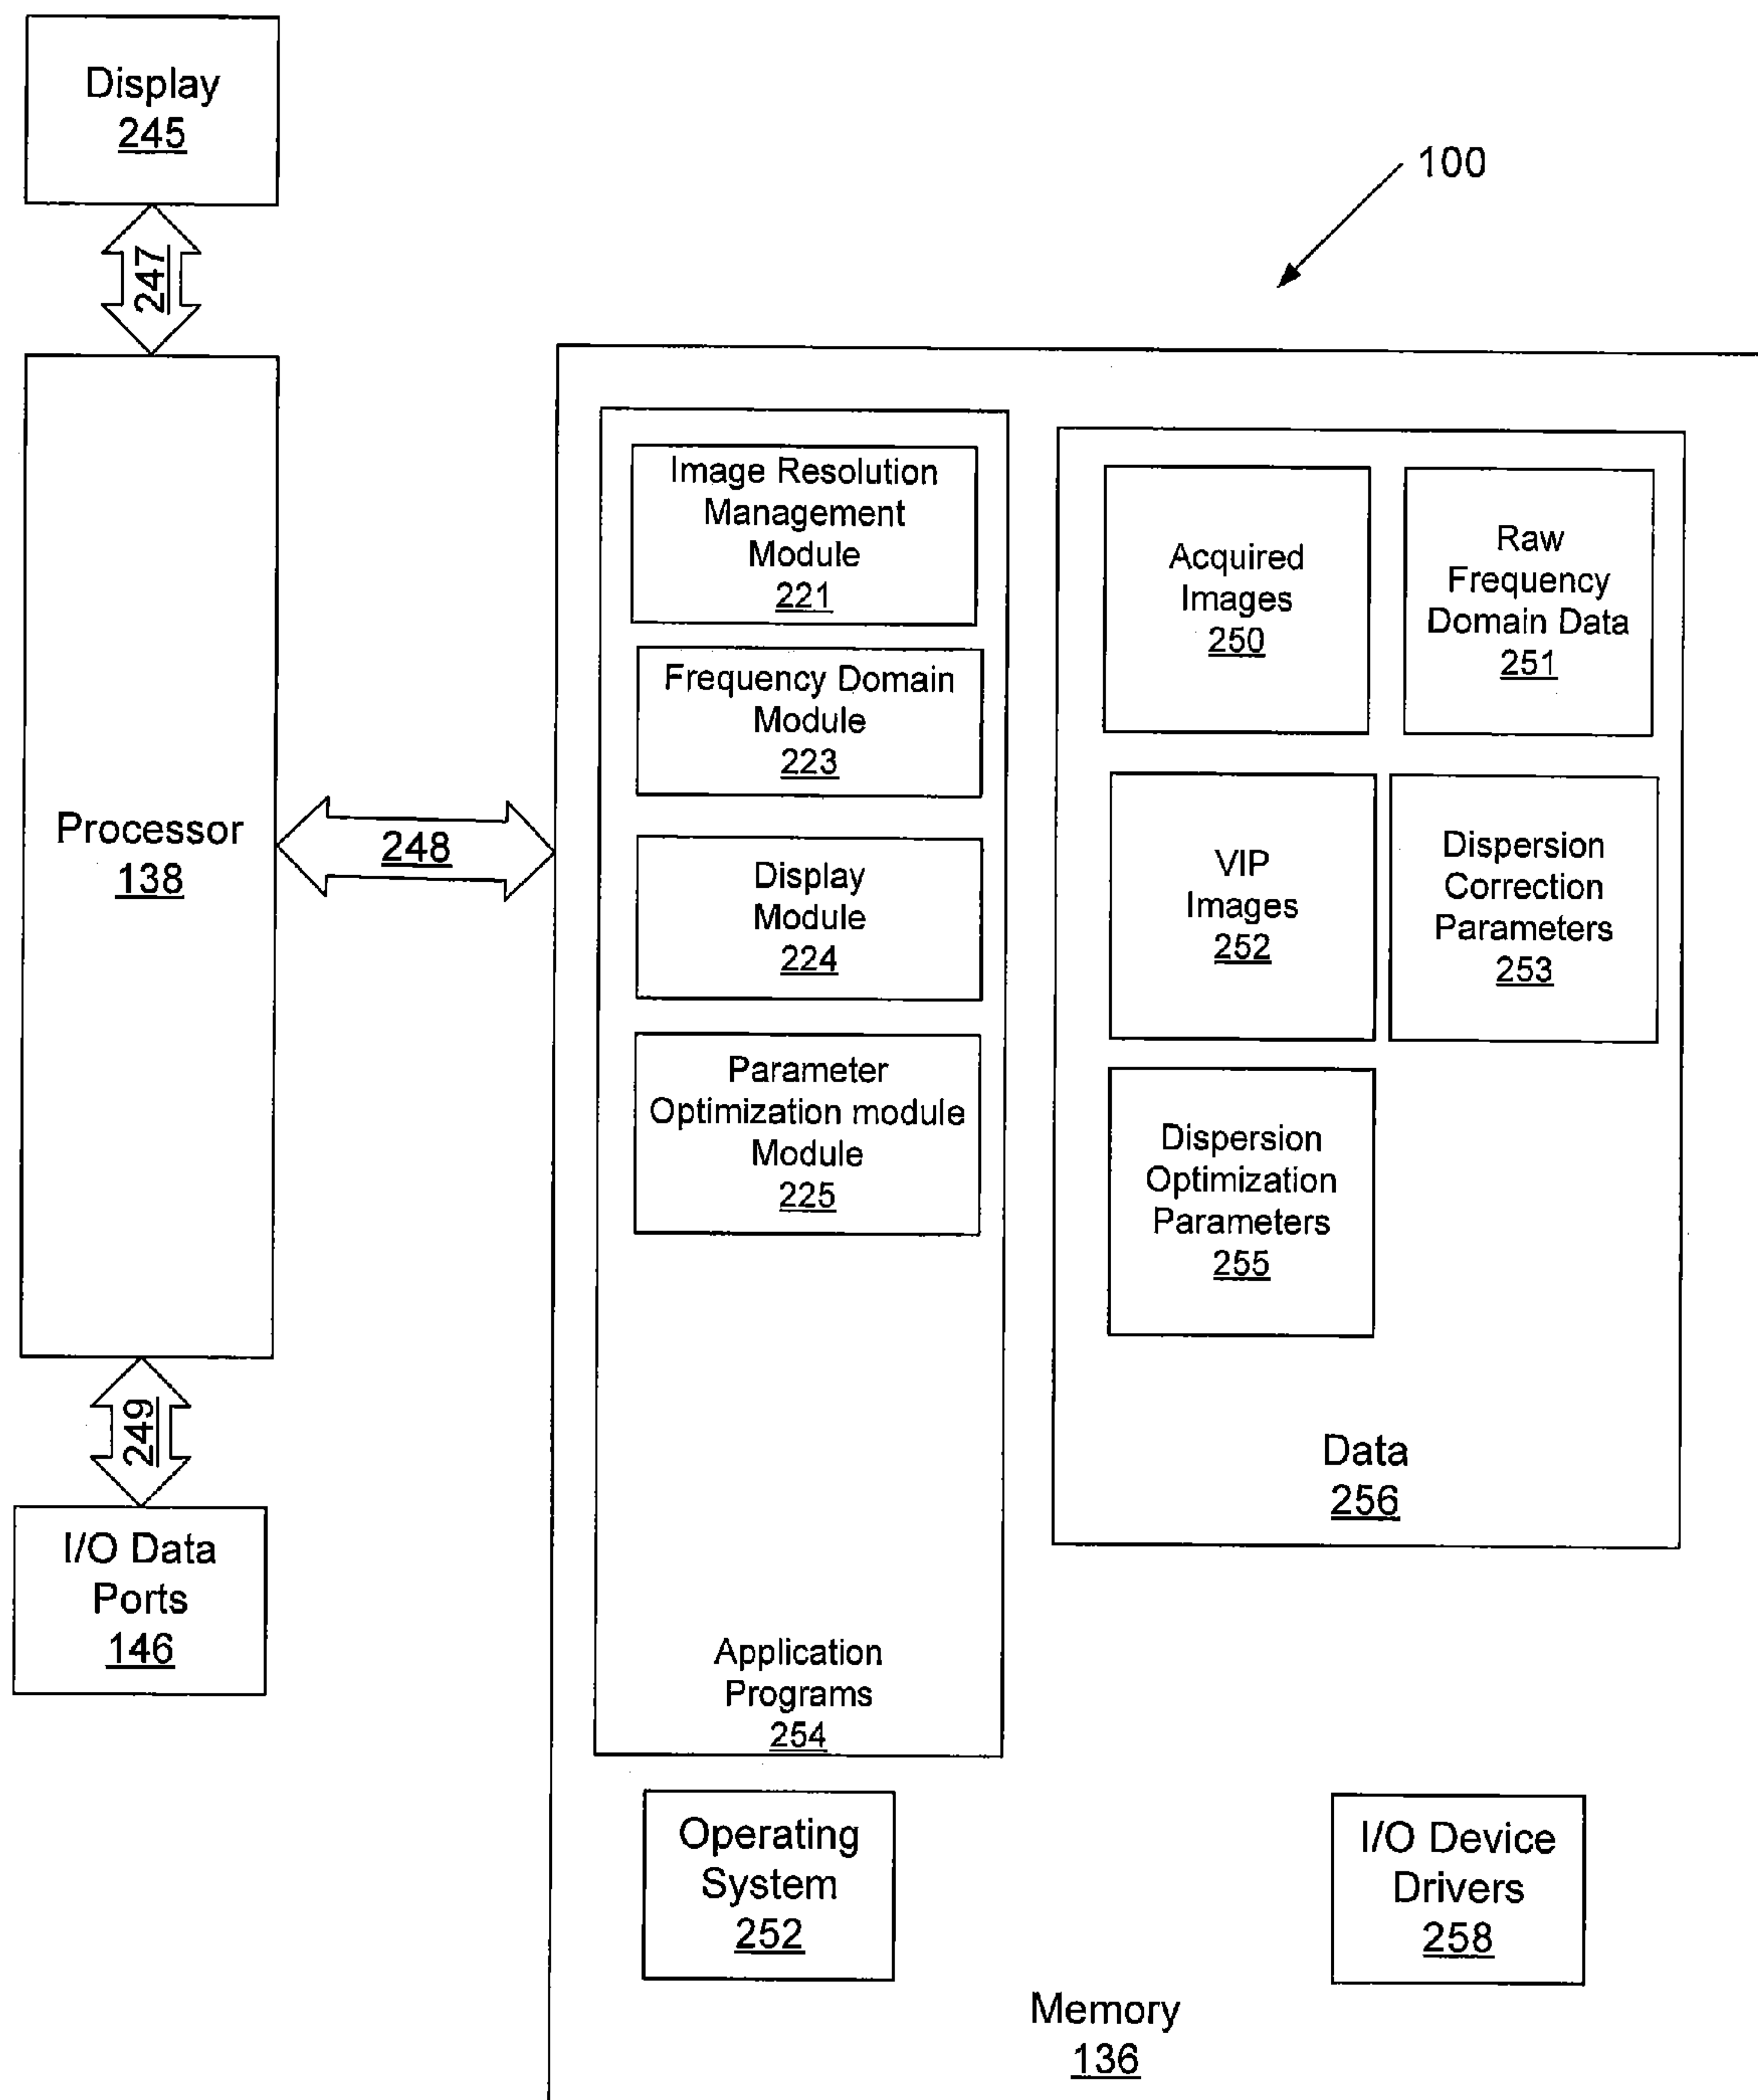 Display
245
247
100
Processor
138
248
249
I/O Data
Ports
146
Image Resolution
Management
Module
221
Frequency Domain
Module
223
Display
Module
224
Parameter
Optimization module
Module
225
Application
Programs
254
Acquired
Images
250
Raw
Frequency
Domain Data
251
VIP
Images
252
Dispersion
Correction
Parameters
253
Dispersion
Optimization
Parameters
255
Data
256
Operating
System
252
I/O Device
Drivers
258
Memory
136